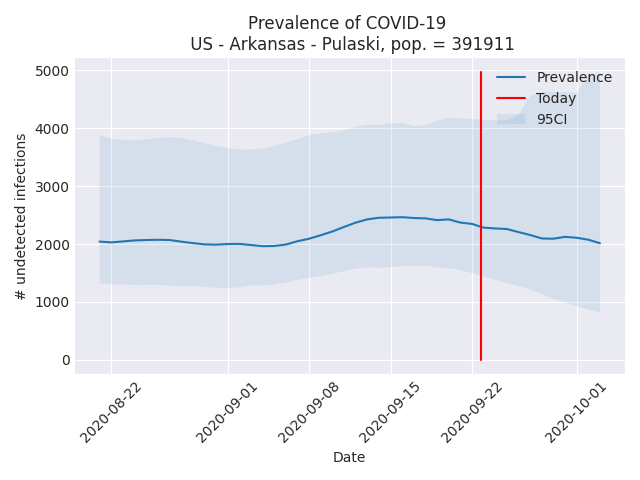 Prevalence of COVID-19
US - Arkansas - Pulaski, pop. = 391911
# undetected infections
5000
4000
3000
2000
1000
0
Prevalence
Today
95CI
2020-08-22
2020-09-01
2020-09-08
2020-09-15
2020-09-22
2020-10-01
Date